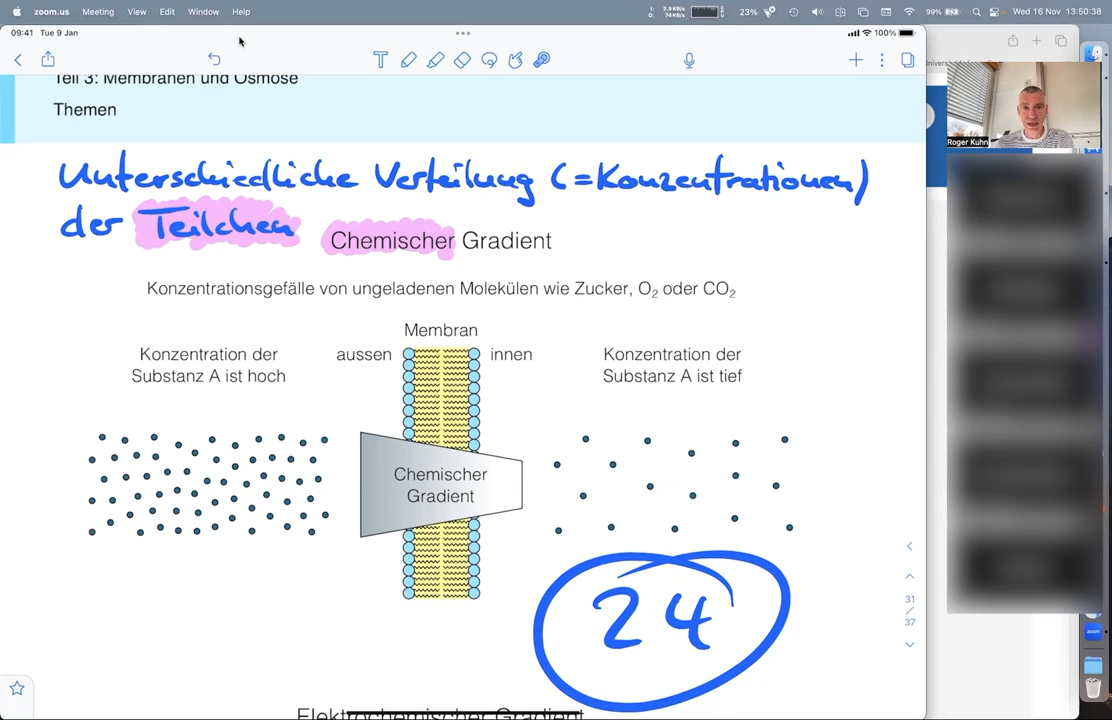 zoom.us Meeting View Edit Window Help
23% 99% Wed 16 Nov 13:50:38
09:41 Tue 9 Jan
100%
Teil 3: Membranen und Osmose
Themen
Unterschiedliche Verteilung (=Konzentrationen)
der Teilchen
Chemischer Gradient
Konzentrationsgefälle von ungeladenen Molekülen wie Zucker, O₂ oder CO₂
Membran
Konzentration der
Substanz A ist hoch
aussen
innen
Konzentration der
Substanz A ist tief
Chemischer
Gradient
24
31
/
37
Elektrochemischer Gradient
Roger Kuhn
zoom